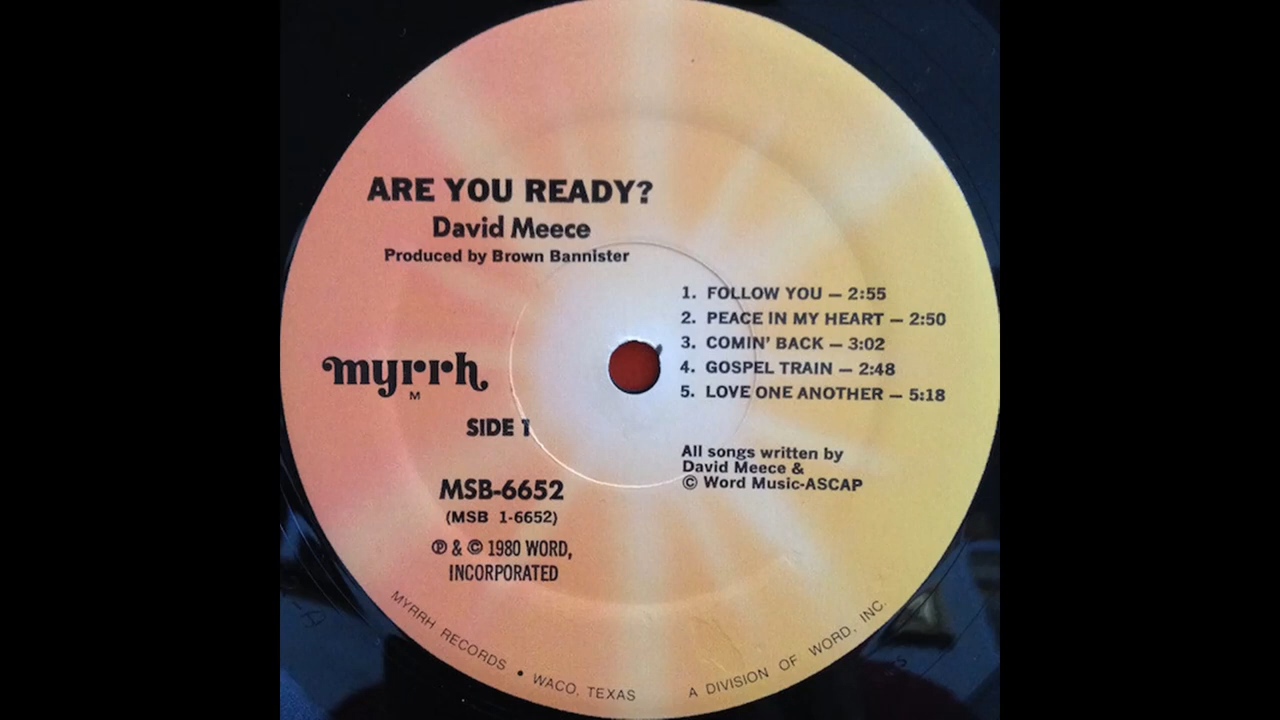 ARE YOU READY?
David Meece
Produced by Brown Bannister
1. FOLLOW YOU — 2:55
2. PEACE IN MY HEART — 2:50
3. COMIN' BACK — 3:02
4. GOSPEL TRAIN — 2:48
5. LOVE ONE ANOTHER — 5:18
myrrh
M
SIDE 1
All songs written by
David Meece &
© Word Music-ASCAP
MSB-6652
(MSB 1-6652)
℗ & © 1980 WORD,
INCORPORATED
MYRRH RECORDS • WACO, TEXAS A DIVISION OF WORD, INC.